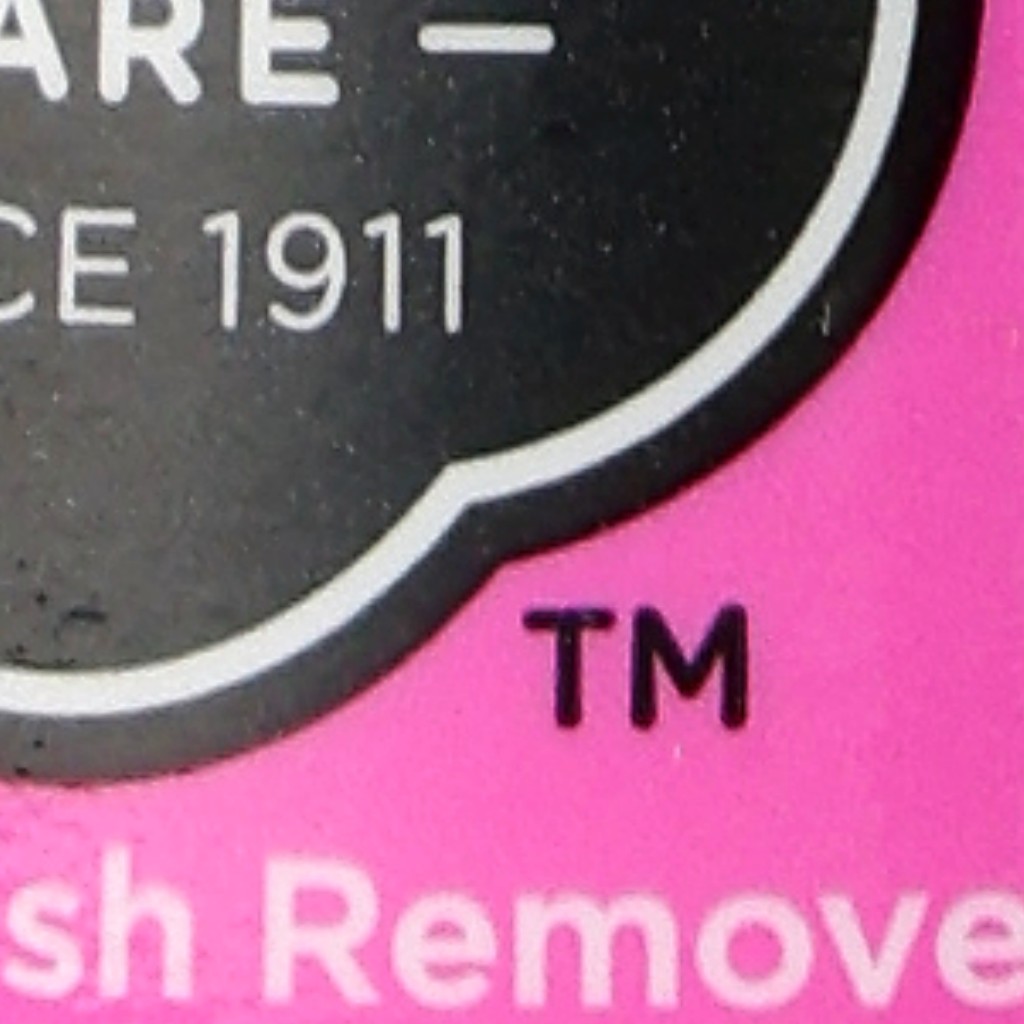 ARE —
CE 1911
TM
sh Remove